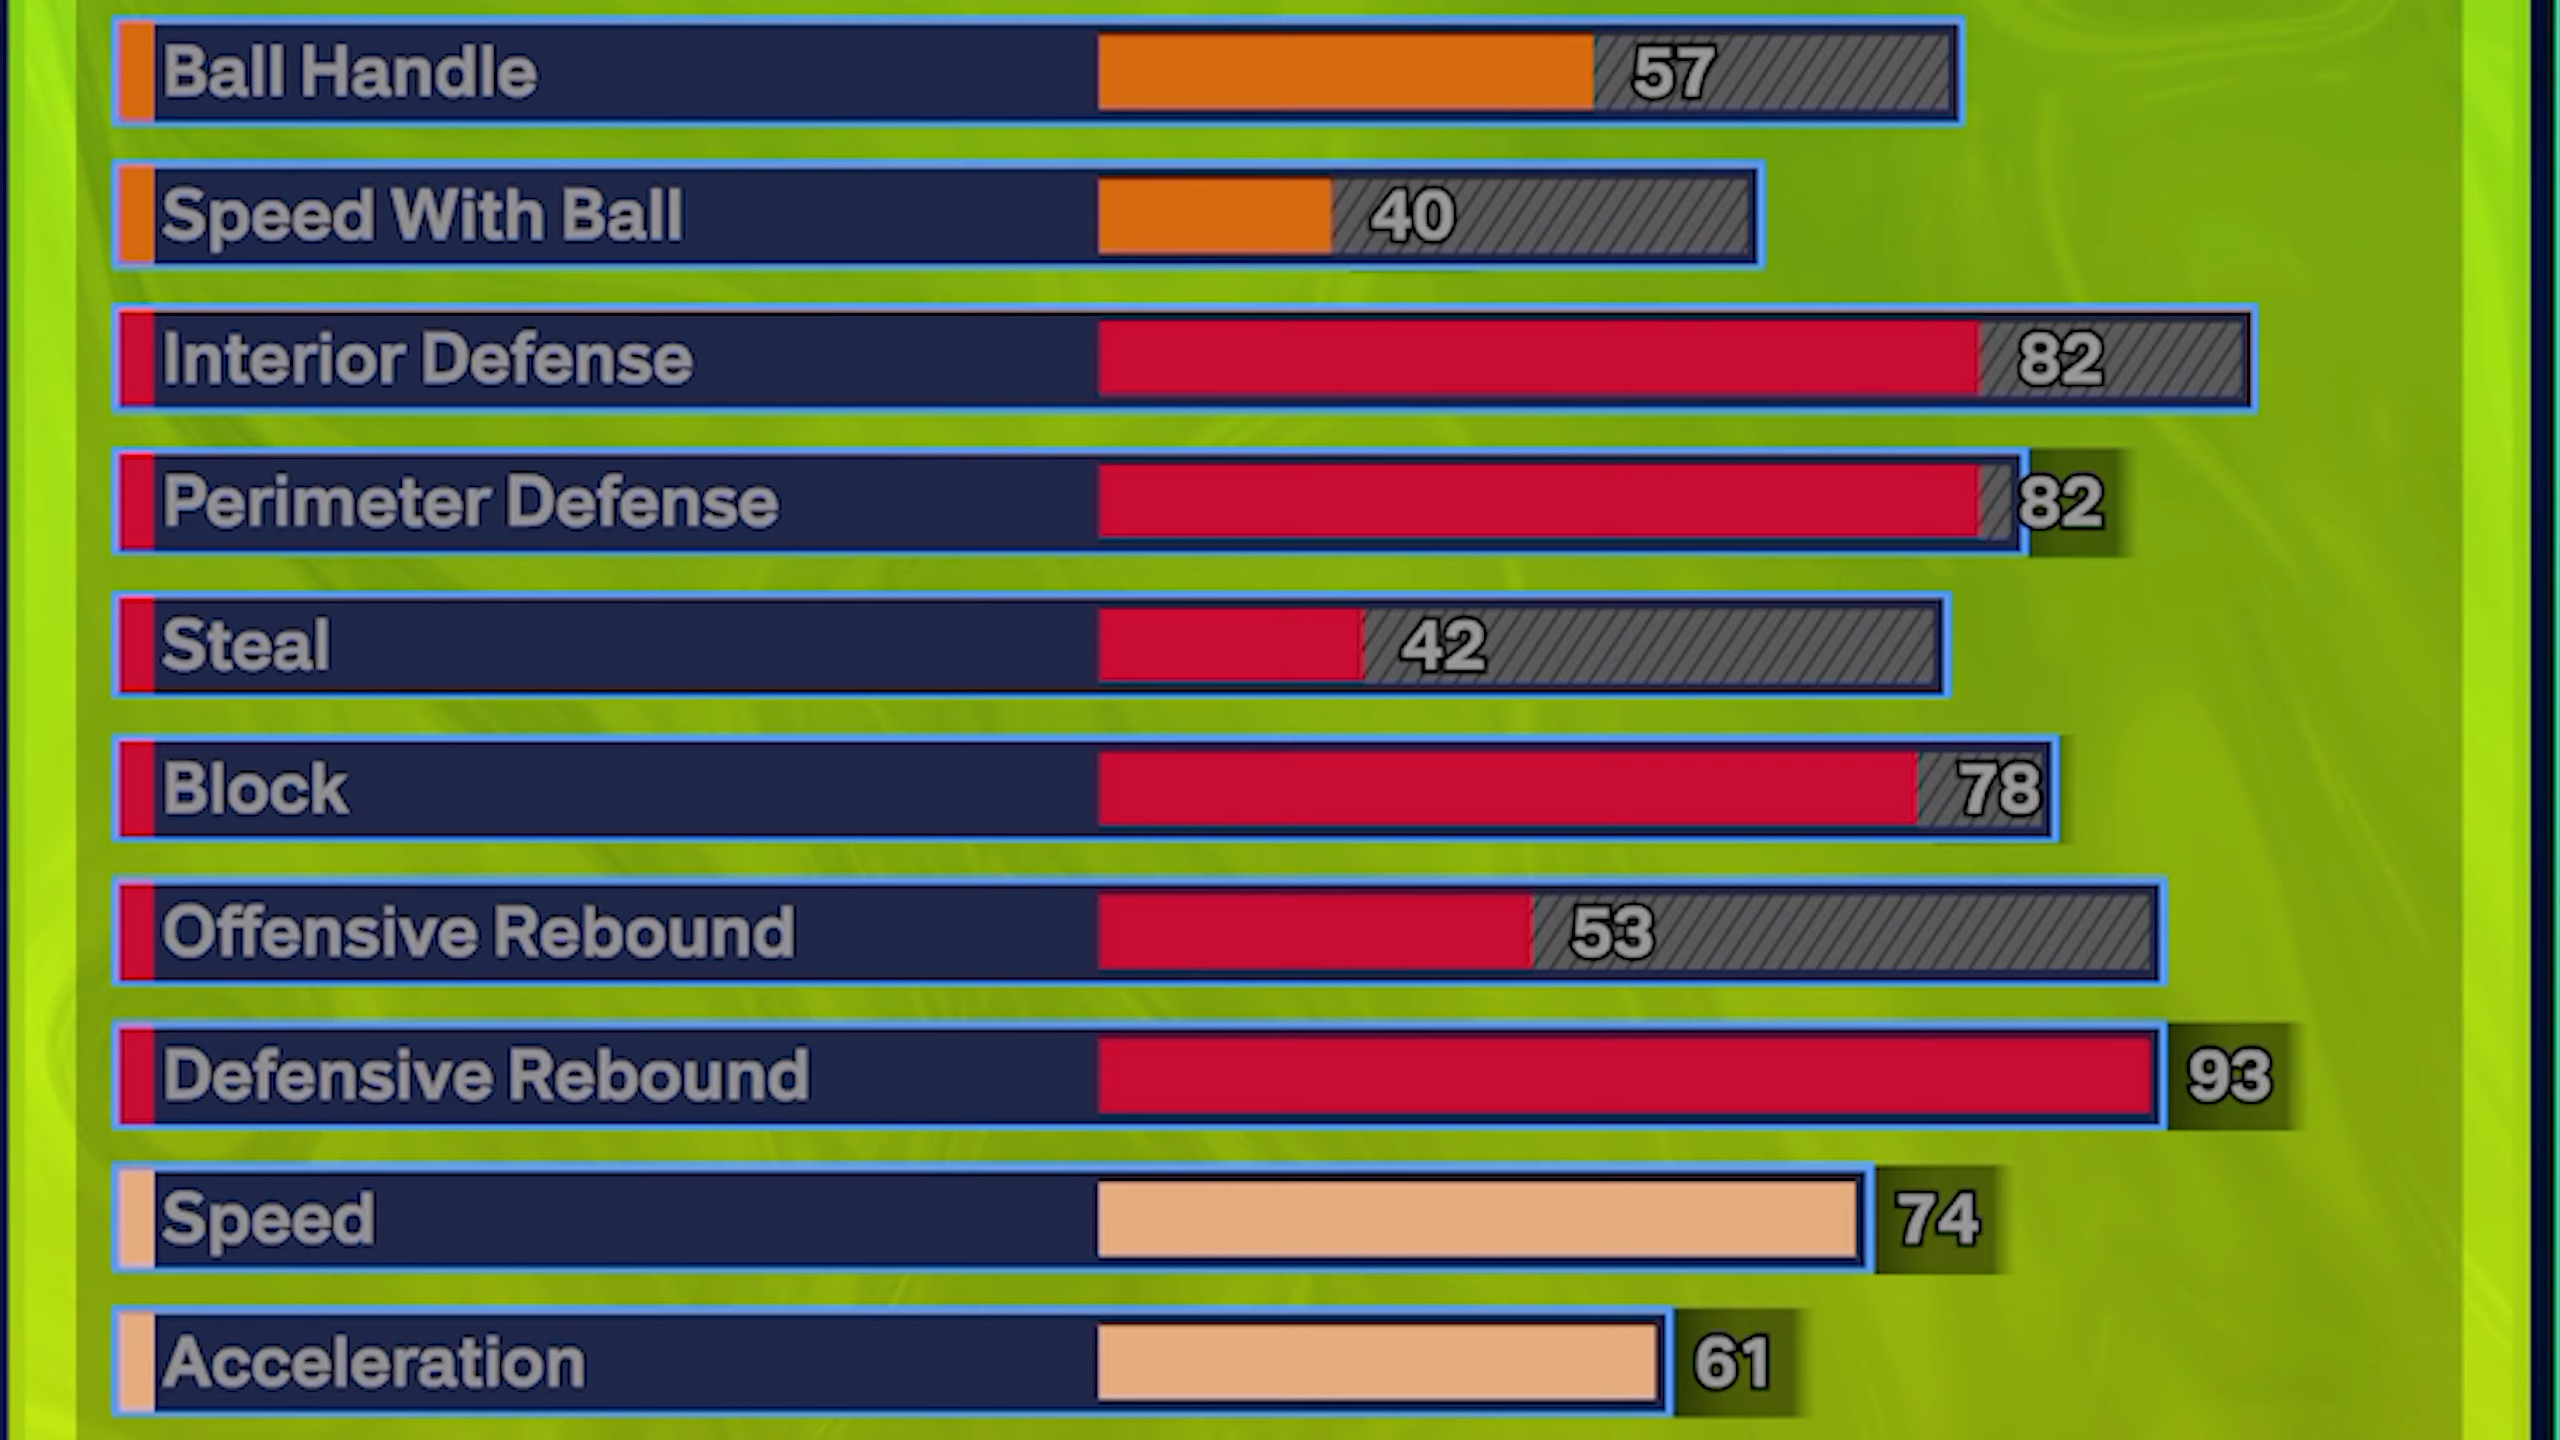 Ball Handle 57
Speed With Ball 40
Interior Defense 82
Perimeter Defense 82
Steal 42
Block 78
Offensive Rebound 53
Defensive Rebound 93
Speed 74
Acceleration 61